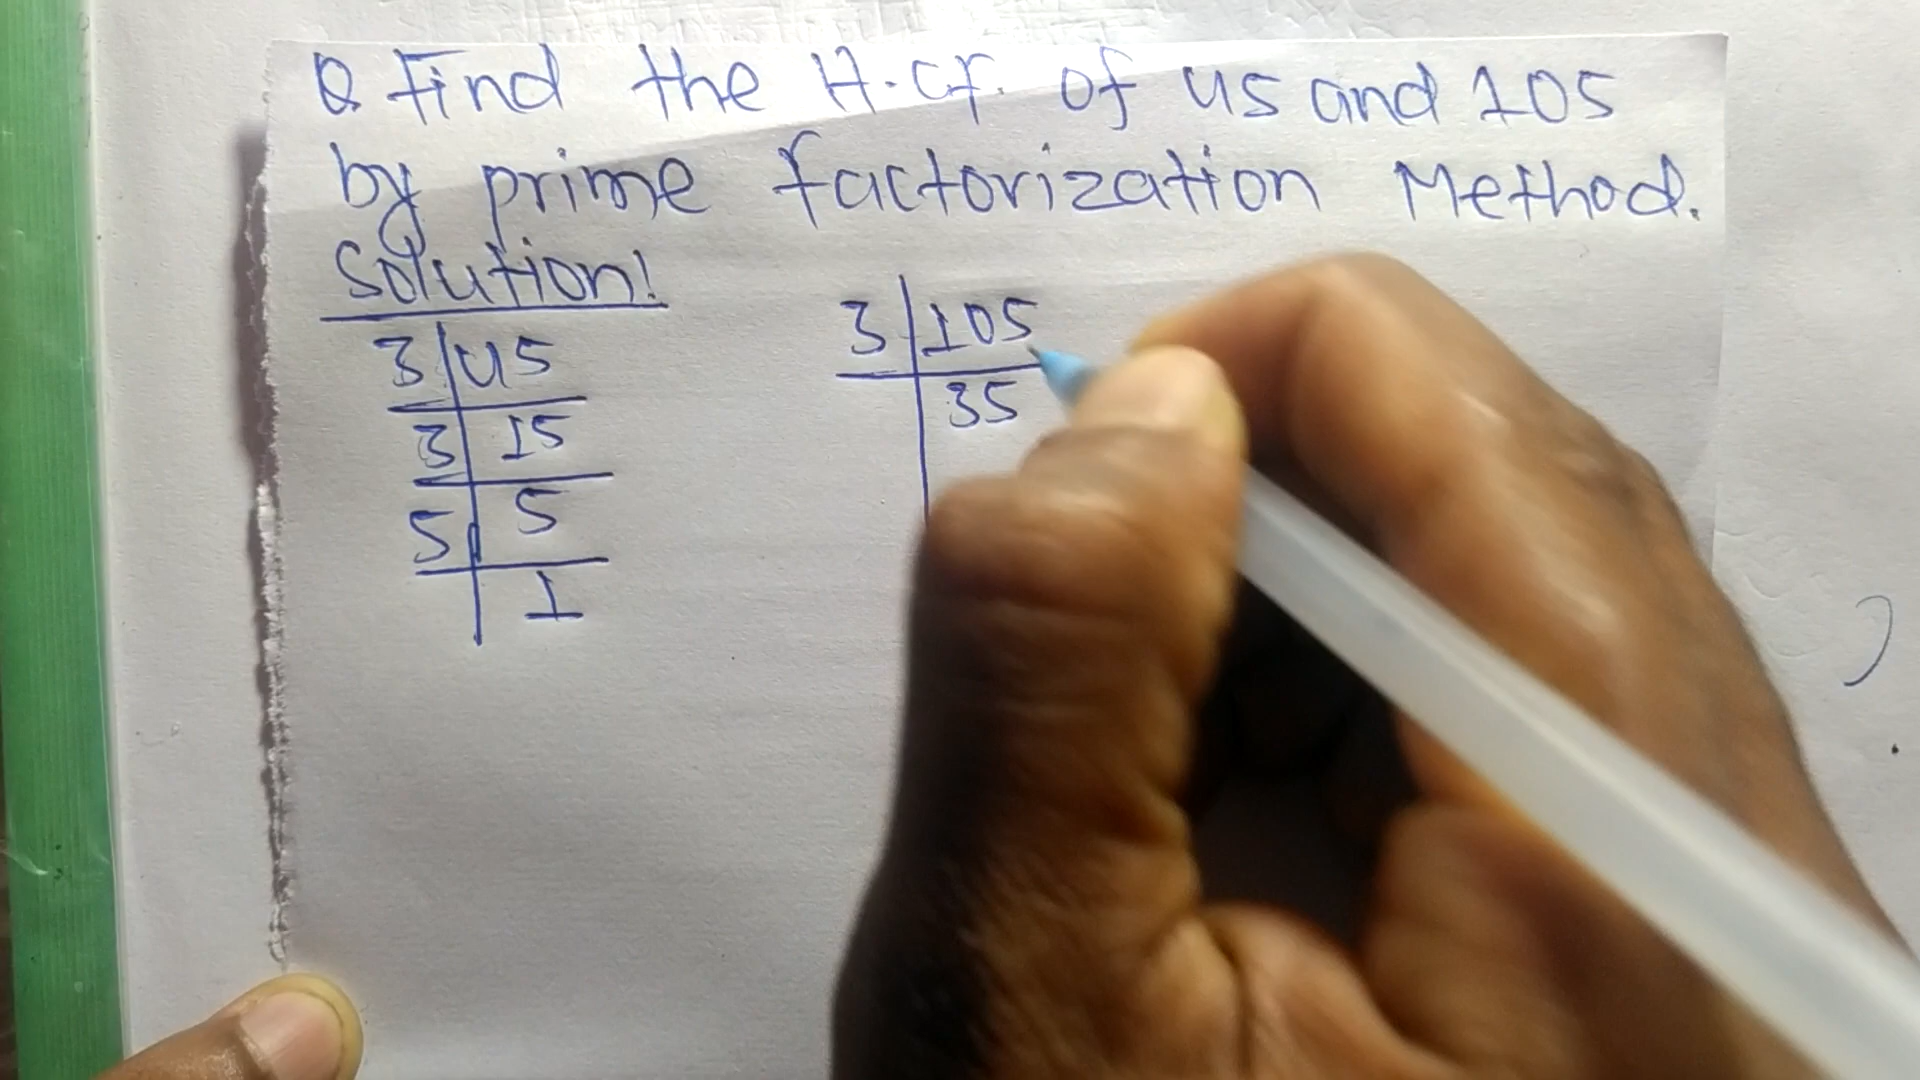 Q Find the H.C.F. of 45 and 105
by prime factorization Method.
Solution:
3 45
3 15
5 5
1
3 105
35